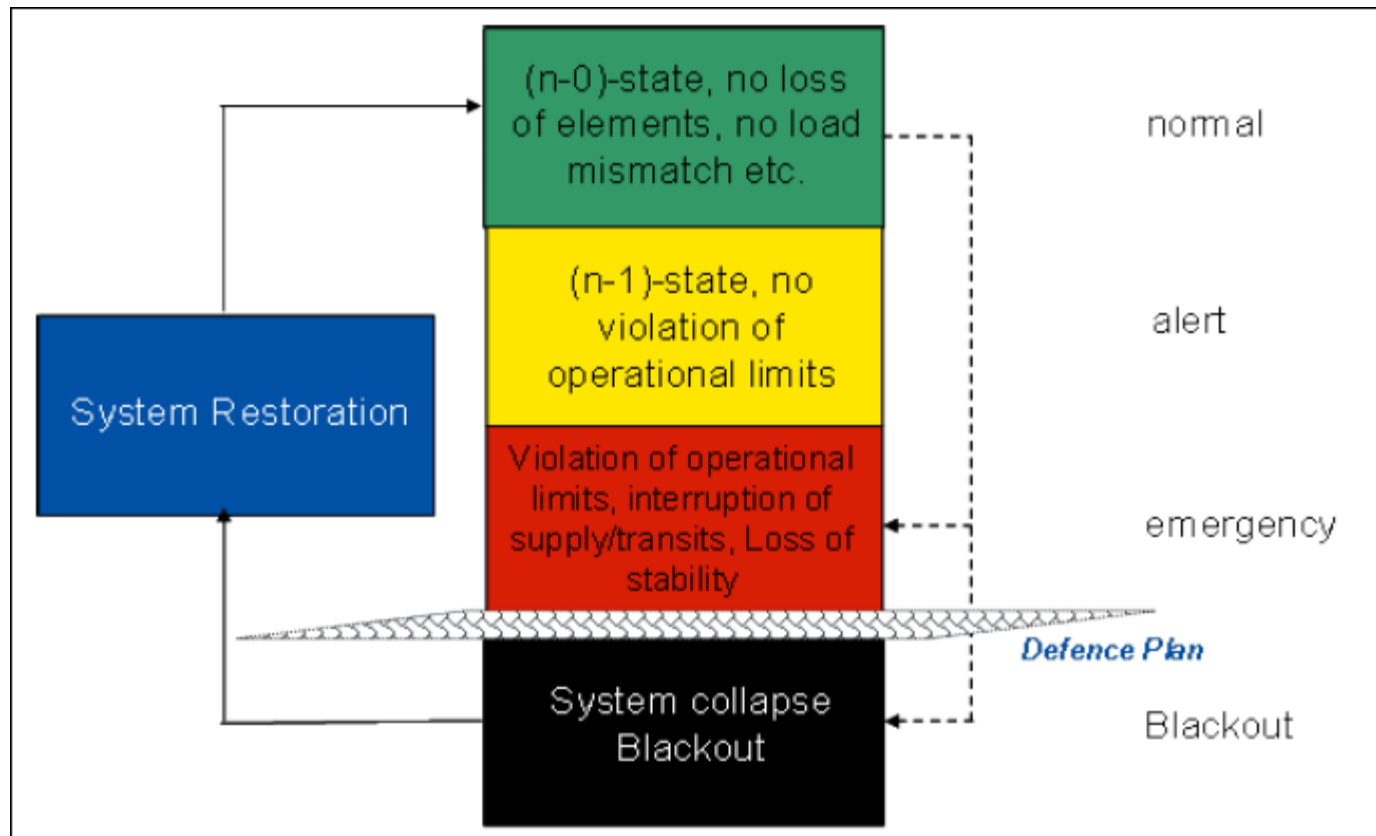 (n-0)-state, no loss
of elements, no load
mismatch etc.
normal
(n-1)-state, no
violation of
operational limits
alert
System Restoration
Violation of operational
limits, interruption of
supply/transits, Loss of
stability
emergency
Defence Plan
System collapse
Blackout
Blackout